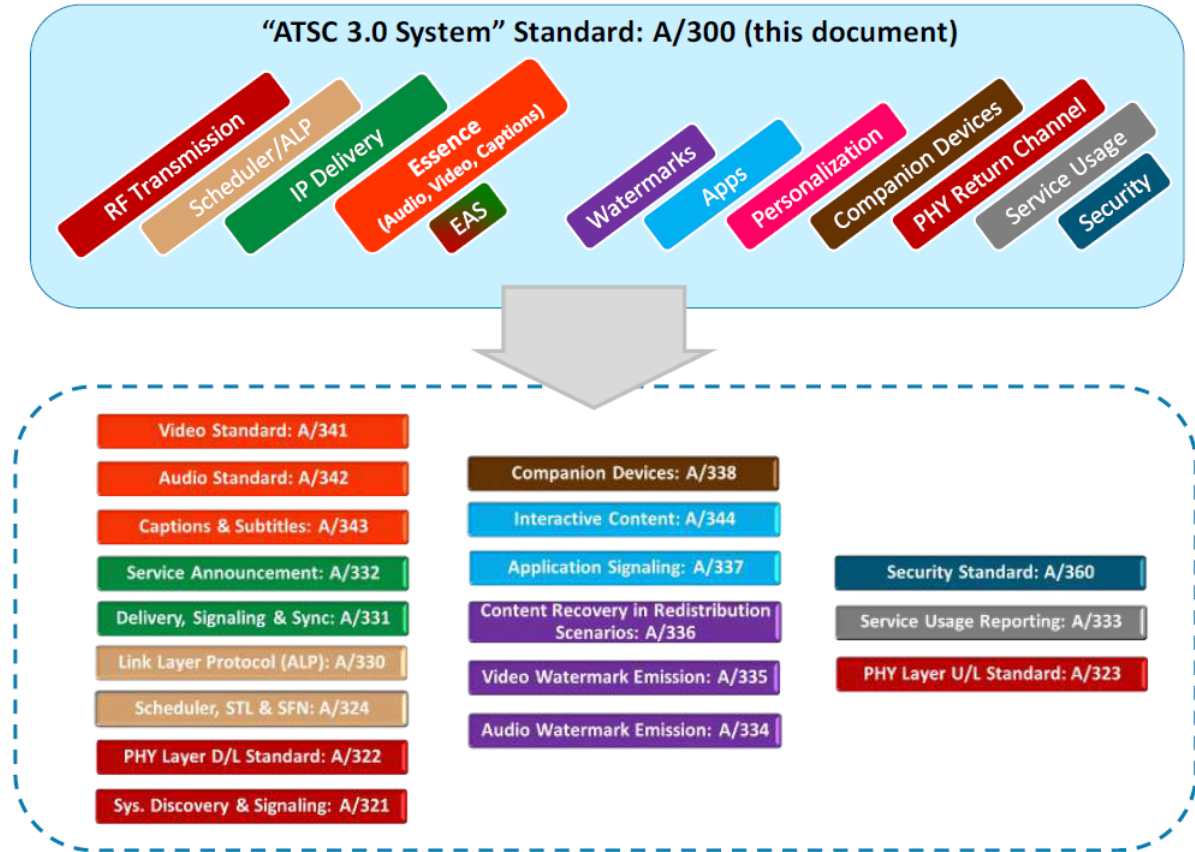 “ATSC 3.0 System” Standard: A/300 (this document)
RF Transmission
Scheduler/ALP
IP Delivery
Essence
(Audio, Video, Captions)
EAS
Watermarks
Apps
Personalization
Companion Devices
PHY Return Channel
Service Usage
Security
Video Standard: A/341
Audio Standard: A/342
Captions & Subtitles: A/343
Service Announcement: A/332
Delivery, Signaling & Sync: A/331
Link Layer Protocol (ALP): A/330
Scheduler, STL & SFN: A/324
PHY Layer D/L Standard: A/322
Sys. Discovery & Signaling: A/321
Companion Devices: A/338
Interactive Content: A/344
Application Signaling: A/337
Content Recovery in Redistribution
Scenarios: A/336
Video Watermark Emission: A/335
Audio Watermark Emission: A/334
Security Standard: A/360
Service Usage Reporting: A/333
PHY Layer U/L Standard: A/323